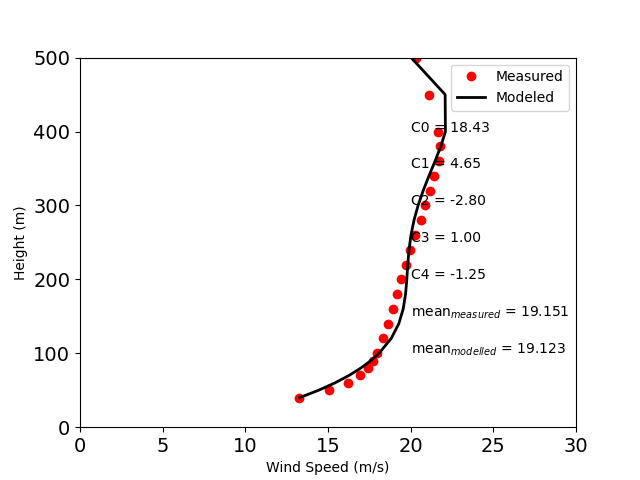 500
400
300
200
100
0
Height (m)
Measured
Modeled
C0 = 18.43
C1 = 4.65
C2 = -2.80
C3 = 1.00
C4 = -1.25
mean_measured = 19.151
mean_modelled = 19.123
0 5 10 15 20 25 30
Wind Speed (m/s)